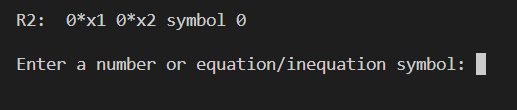 R2:  0*x1 0*x2 symbol 0
Enter a number or equation/inequation symbol: